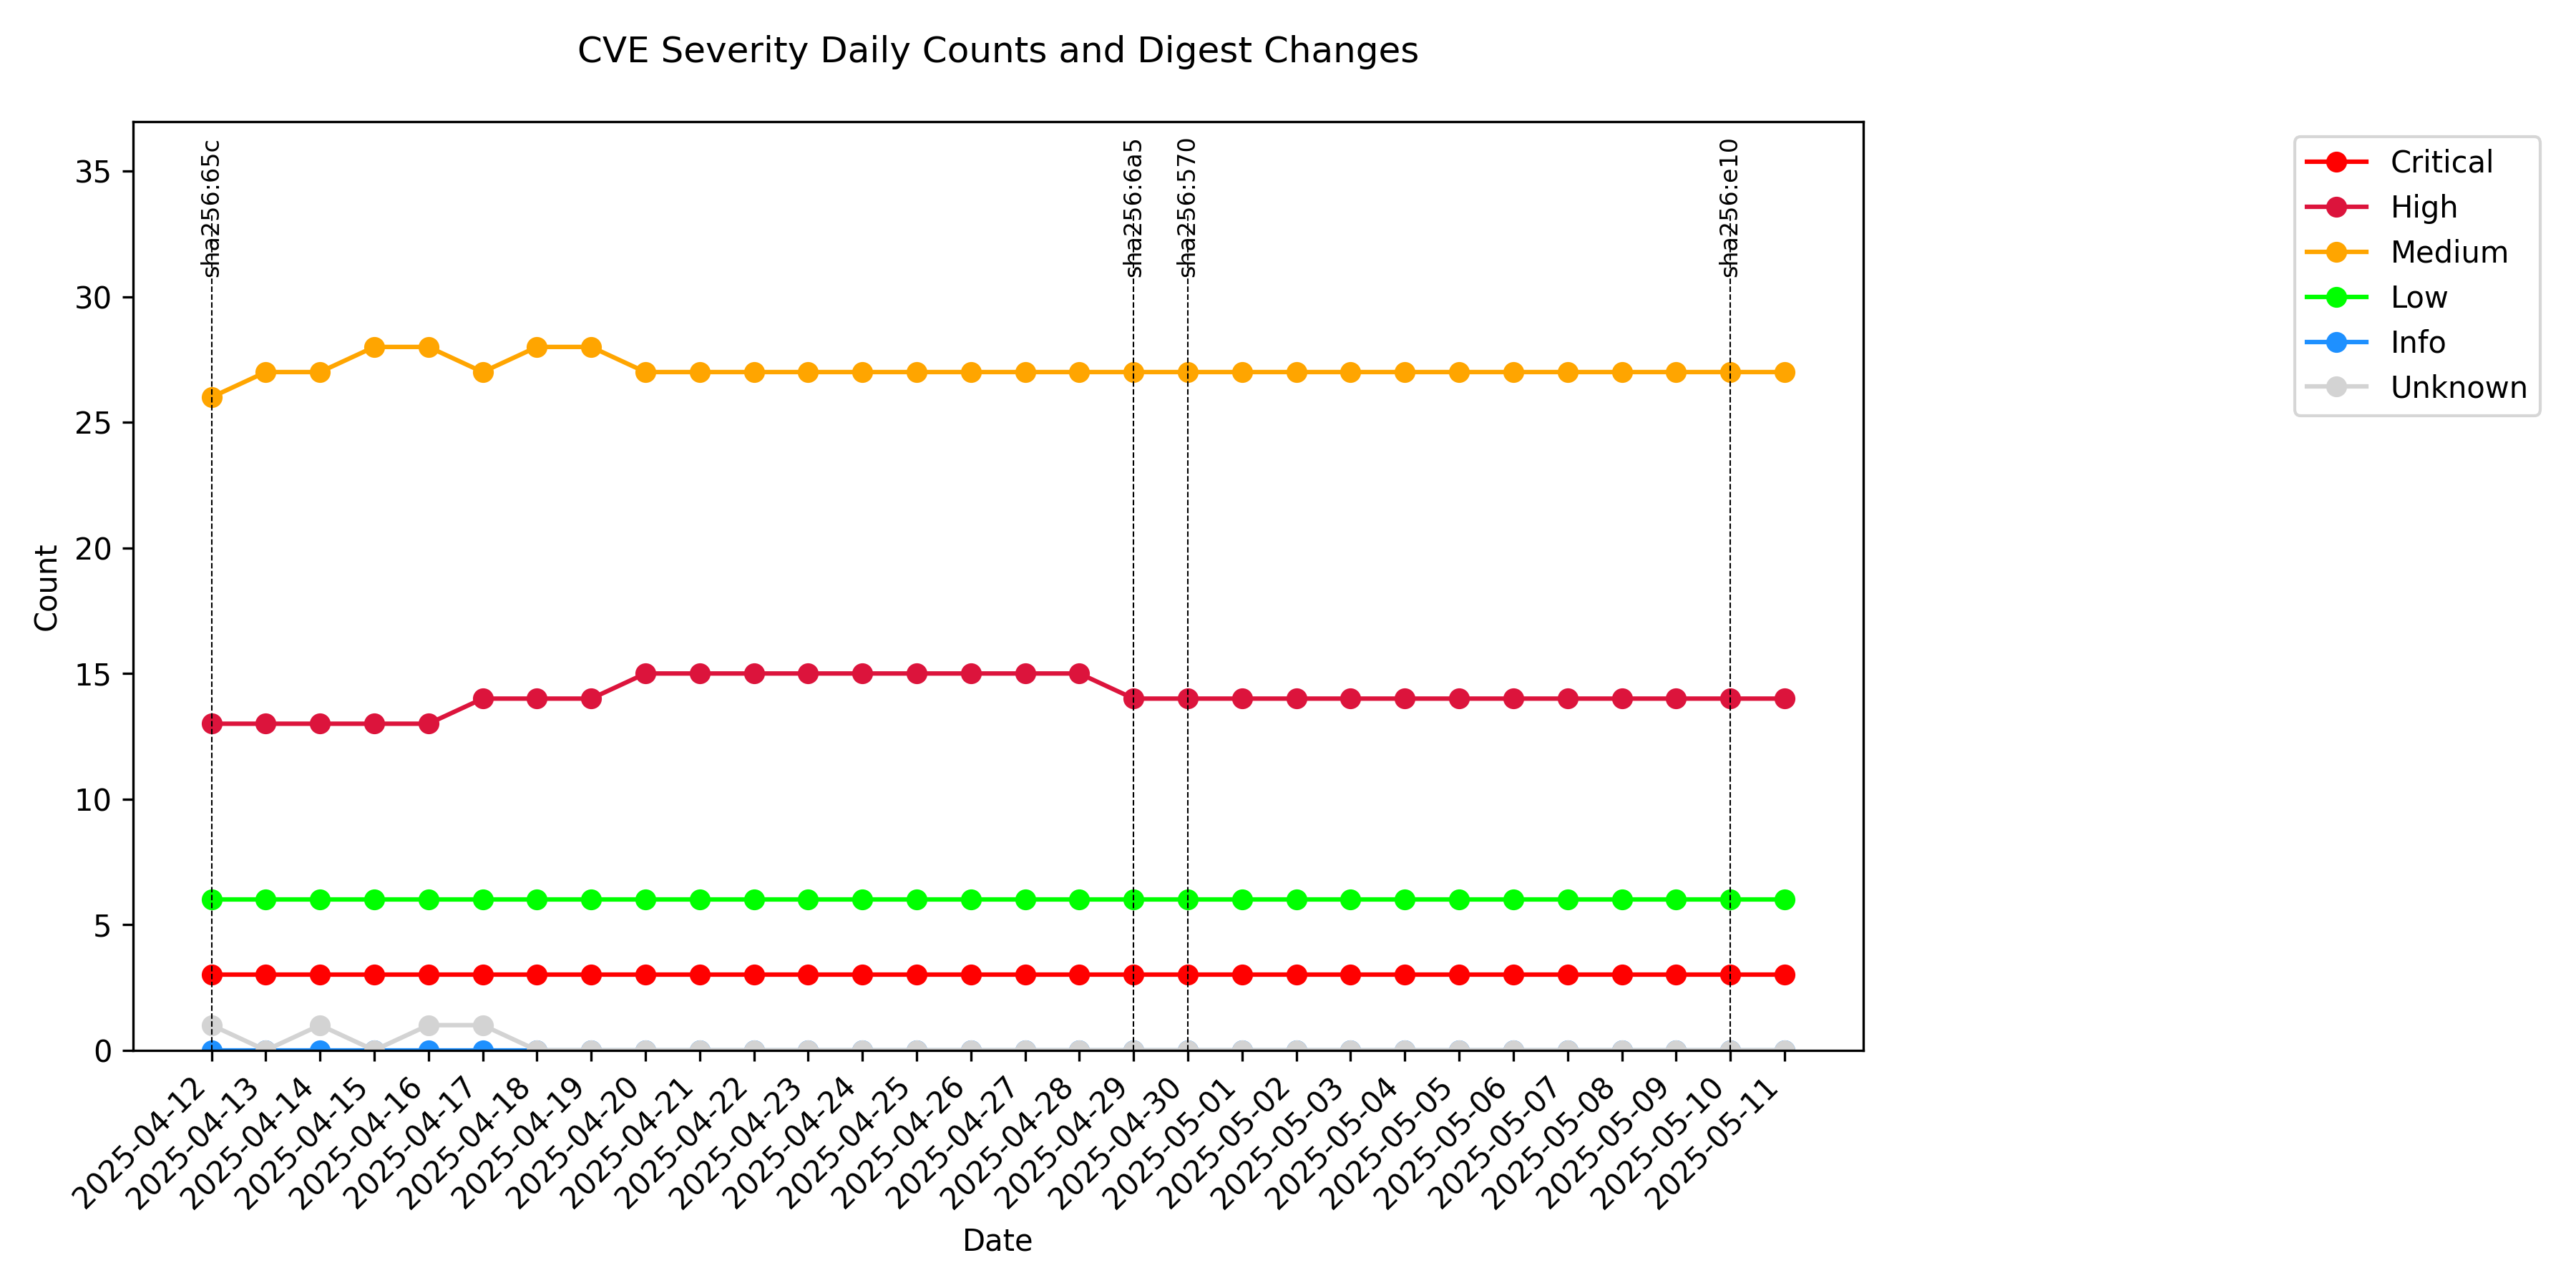 CVE Severity Daily Counts and Digest Changes
sha256:65c
sha256:6a5
sha256:570
sha256:e10
Critical
High
Medium
Low
Info
Unknown
35
30
25
20
15
10
5
0
Count
2025-04-12
2025-04-13
2025-04-14
2025-04-15
2025-04-16
2025-04-17
2025-04-18
2025-04-19
2025-04-20
2025-04-21
2025-04-22
2025-04-23
2025-04-24
2025-04-25
2025-04-26
2025-04-27
2025-04-28
2025-04-29
2025-04-30
2025-05-01
2025-05-02
2025-05-03
2025-05-04
2025-05-05
2025-05-06
2025-05-07
2025-05-08
2025-05-09
2025-05-10
2025-05-11
Date